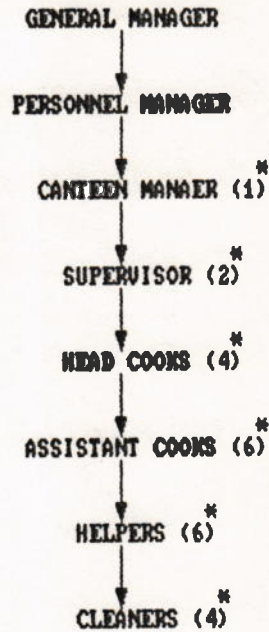 GENERAL MANAGER
PERSONNEL MANAGER
CANTEEN MANAER (1)*
SUPERVISOR (2)*
HEAD COOKS (4)*
ASSISTANT COOKS (6)*
HELPERS (6)*
CLEANERS (4)*